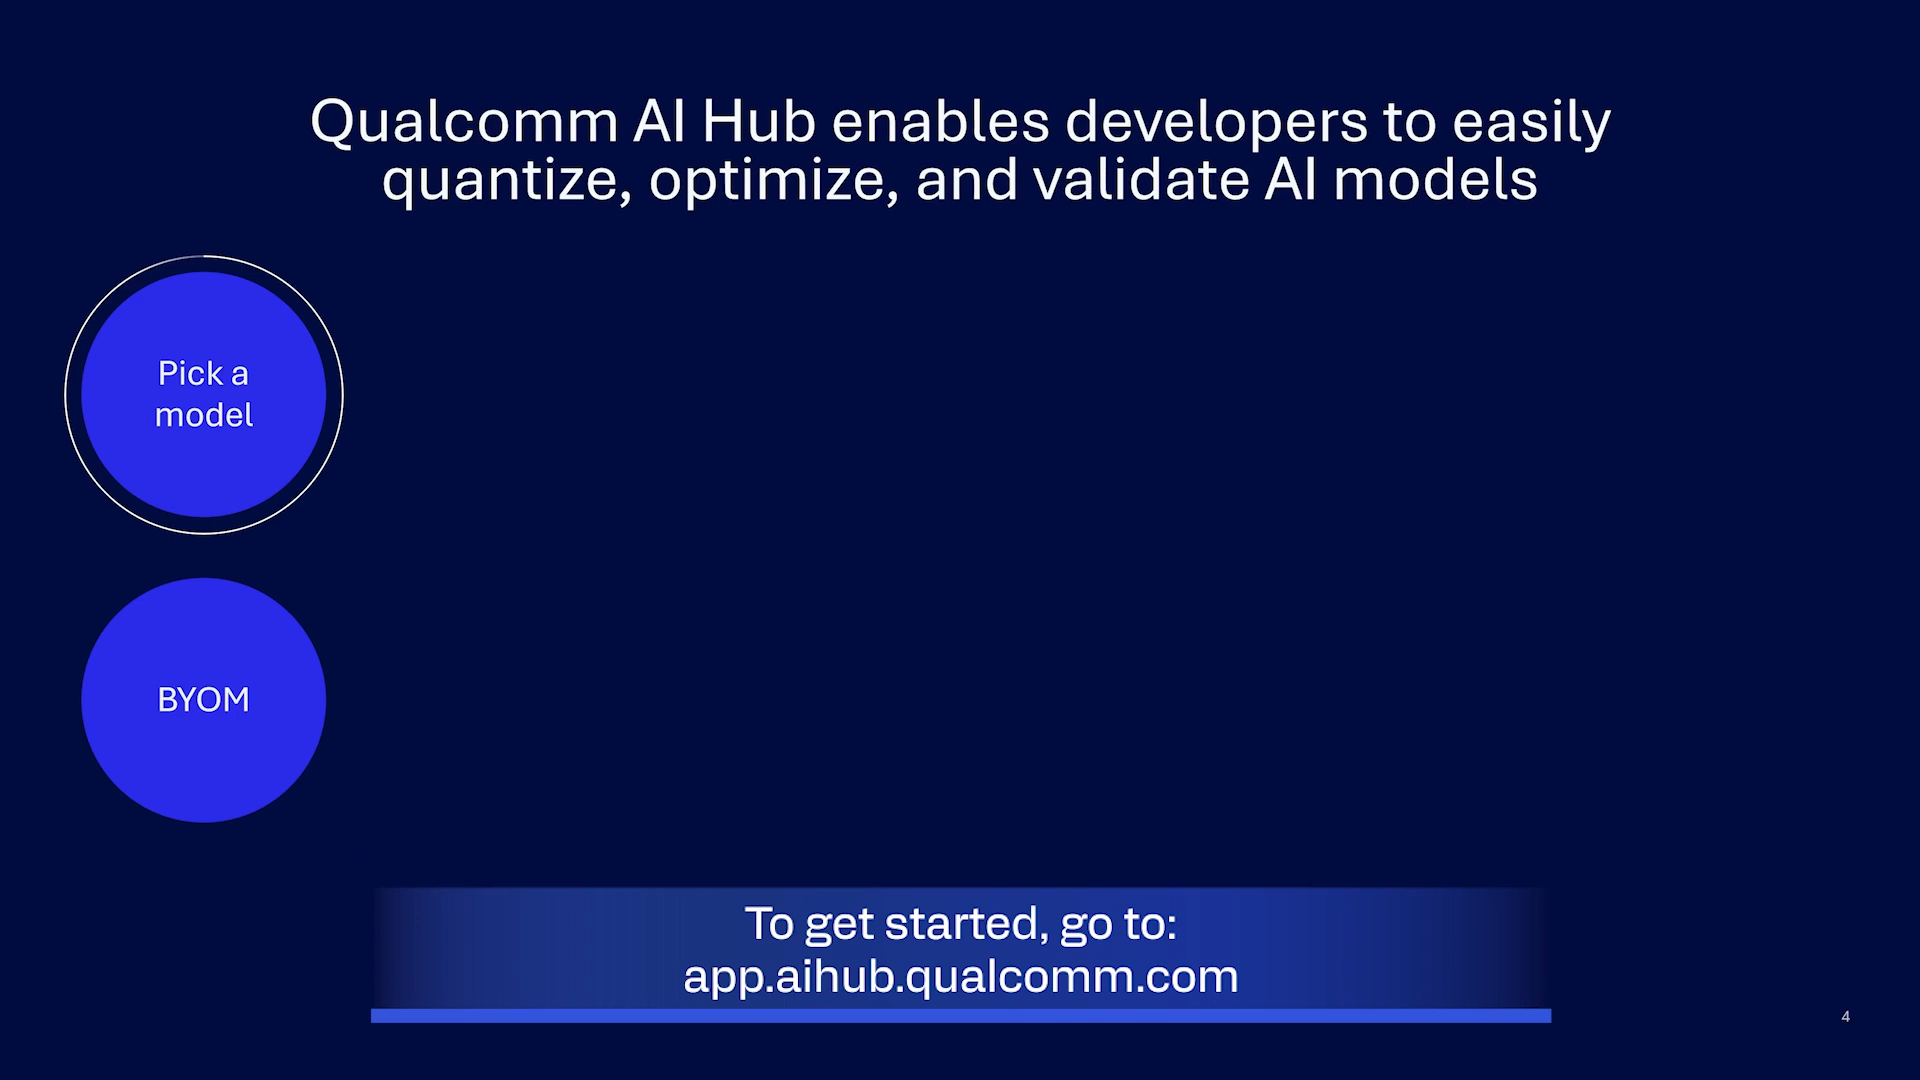 Qualcomm AI Hub enables developers to easily
quantize, optimize, and validate AI models
Pick a
model
BYOM
To get started, go to:
app.aihub.qualcomm.com
4